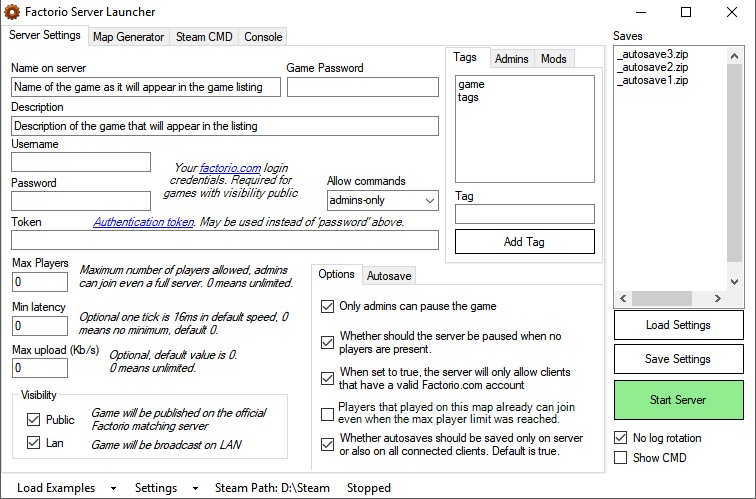 Factorio Server Launcher
Server Settings
Map Generator
Steam CMD
Console
Name on server
Game Password
Name of the game as it will appear in the game listing
Description
Description of the game that will appear in the listing
Username
Your factorio.com login
credentials. Required for
games with visibility public
Password
Allow commands
admins-only
Token
Authentication token. May be used instead of 'password' above.
Tags
Admins
Mods
game
tags
Tag
Add Tag
Max Players
0
Maximum number of players allowed, admins
can join even a full server. 0 means unlimited.
Min latency
0
Optional one tick is 16ms in default speed, 0
means no minimum, default 0.
Max upload (Kb/s)
0
Optional, default value is 0.
0 means unlimited.
Visibility
Public
Game will be published on the official
Factorio matching server
Lan
Game will be broadcast on LAN
Options
Autosave
Only admins can pause the game
Whether should the server be paused when no
players are present.
When set to true, the server will only allow clients
that have a valid Factorio.com account
Players that played on this map already can join
even when the max player limit was reached.
Whether autosaves should be saved only on server
or also on all connected clients. Default is true.
Saves
_autosave3.zip
_autosave2.zip
_autosave1.zip
Load Settings
Save Settings
Start Server
No log rotation
Show CMD
Load Examples
Settings
Steam Path: D:\Steam
Stopped